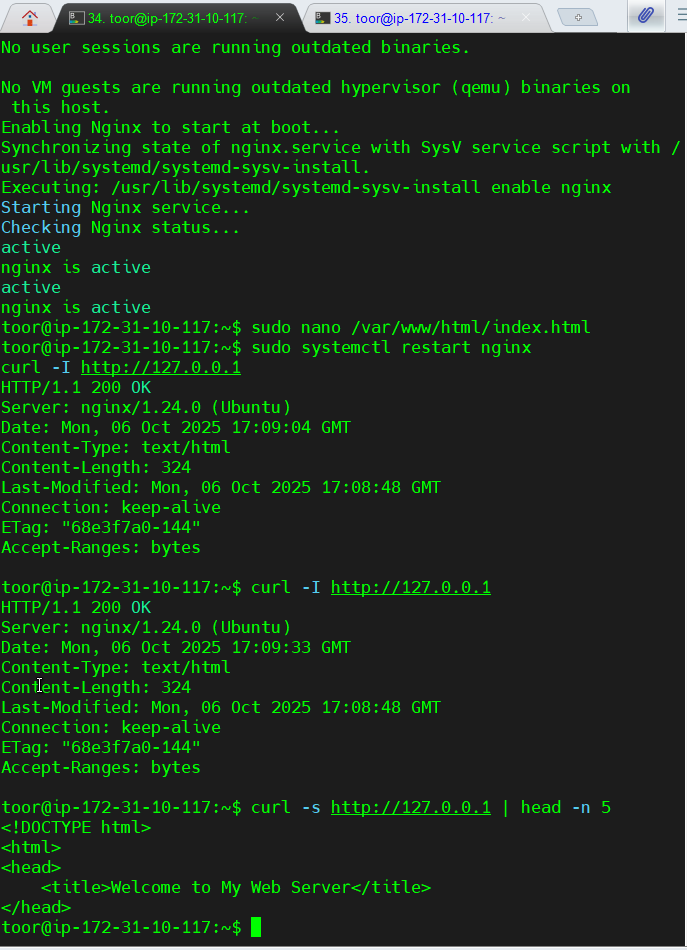 34. toor@ip-172-31-10-117: ~
35. toor@ip-172-31-10-117: ~
No user sessions are running outdated binaries.
No VM guests are running outdated hypervisor (qemu) binaries on
 this host.
Enabling Nginx to start at boot...
Synchronizing state of nginx.service with SysV service script with /
usr/lib/systemd/systemd-sysv-install.
Executing: /usr/lib/systemd/systemd-sysv-install enable nginx
Starting Nginx service...
Checking Nginx status...
active
nginx is active
active
nginx is active
toor@ip-172-31-10-117:~$ sudo nano /var/www/html/index.html
toor@ip-172-31-10-117:~$ sudo systemctl restart nginx
curl -I http://127.0.0.1
HTTP/1.1 200 OK
Server: nginx/1.24.0 (Ubuntu)
Date: Mon, 06 Oct 2025 17:09:04 GMT
Content-Type: text/html
Content-Length: 324
Last-Modified: Mon, 06 Oct 2025 17:08:48 GMT
Connection: keep-alive
ETag: "68e3f7a0-144"
Accept-Ranges: bytes
toor@ip-172-31-10-117:~$ curl -I http://127.0.0.1
HTTP/1.1 200 OK
Server: nginx/1.24.0 (Ubuntu)
Date: Mon, 06 Oct 2025 17:09:33 GMT
Content-Type: text/html
Content-Length: 324
Last-Modified: Mon, 06 Oct 2025 17:08:48 GMT
Connection: keep-alive
ETag: "68e3f7a0-144"
Accept-Ranges: bytes
toor@ip-172-31-10-117:~$ curl -s http://127.0.0.1 | head -n 5
<!DOCTYPE html>
<html>
<head>
    <title>Welcome to My Web Server</title>
</head>
toor@ip-172-31-10-117:~$